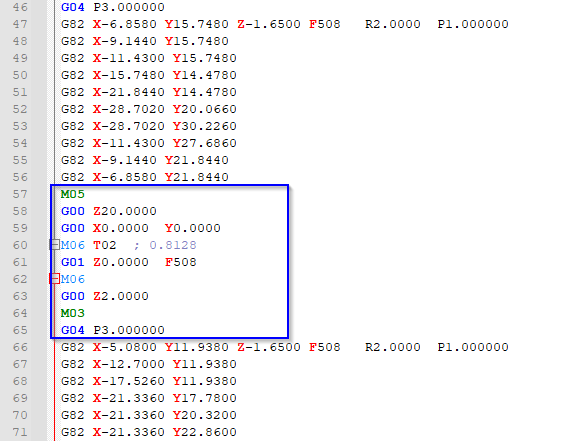 46 G04 P3.000000
47 G82 X-6.8580 Y15.7480 Z-1.6500 F508 R2.0000 P1.000000
48 G82 X-9.1440 Y15.7480
49 G82 X-11.4300 Y15.7480
50 G82 X-15.7480 Y14.4780
51 G82 X-21.8440 Y14.4780
52 G82 X-28.7020 Y20.0660
53 G82 X-28.7020 Y30.2260
54 G82 X-11.4300 Y27.6860
55 G82 X-9.1440 Y21.8440
56 G82 X-6.8580 Y21.8440
57 M05
58 G00 Z20.0000
59 G00 X0.0000 Y0.0000
60 M06 T02 ; 0.8128
61 G01 Z0.0000 F508
62 M06
63 G00 Z2.0000
64 M03
65 G04 P3.000000
66 G82 X-5.0800 Y11.9380 Z-1.6500 F508 R2.0000 P1.000000
67 G82 X-12.7000 Y11.9380
68 G82 X-17.5260 Y11.9380
69 G82 X-21.3360 Y17.7800
70 G82 X-21.3360 Y20.3200
71 G82 X-21.3360 Y22.8600